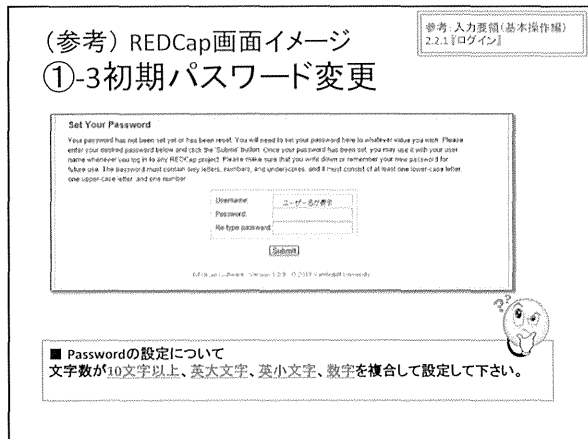 参考:入力要領(基本操作編)
2.2.1『ログイン』
(参考) REDCap画面イメージ
①-3初期パスワード変更
Set Your Password
Your password has not been set yet or has been reset. You will need to set your password here to whatever value you wish. Please
enter your desired password below and click the 'Submit' button. Once your password has been set, you may use it with your user
name whenever you log in to any REDCap project. Please make sure that you write down or remember your new password for
future use. The password must contain only letters, numbers, and underscores, and it must consist of at least one lower-case letter,
one upper-case letter, and one number.
Username:
ユーザー名が表示
Password:
Re-type password:
Submit
REDCap Software - Version
Vanderbilt University
??
■ Passwordの設定について
文字数が10文字以上、英大文字、英小文字、数字を複合して設定して下さい。